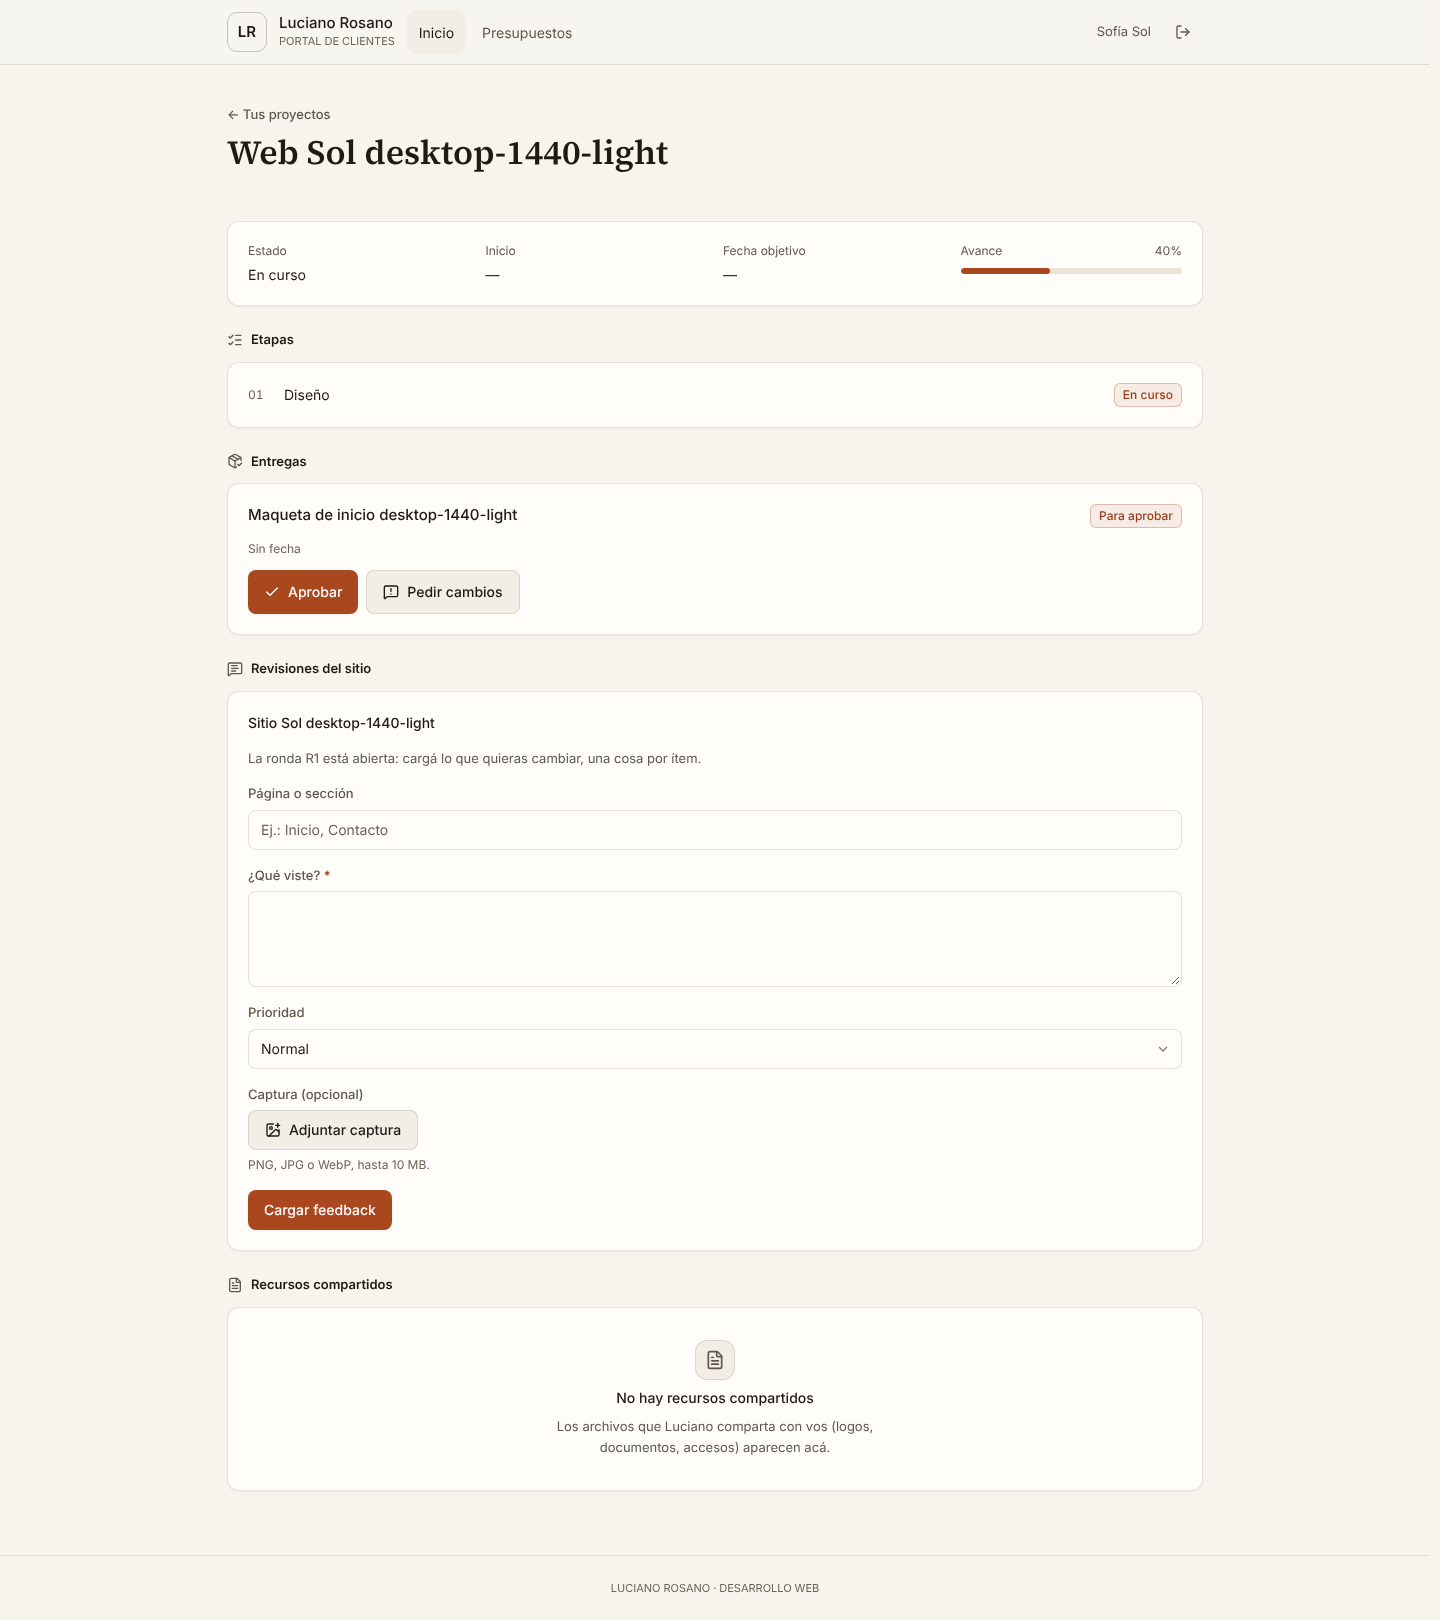 LR
Luciano Rosano
PORTAL DE CLIENTES
Inicio
Presupuestos
Sofía Sol
← Tus proyectos
Web Sol desktop-1440-light
Estado
En curso
Inicio
—
Fecha objetivo
—
Avance
40%
Etapas
01
Diseño
En curso
Entregas
Maqueta de inicio desktop-1440-light
Para aprobar
Sin fecha
Aprobar
Pedir cambios
Revisiones del sitio
Sitio Sol desktop-1440-light
La ronda R1 está abierta: cargá lo que quieras cambiar, una cosa por ítem.
Página o sección
Ej.: Inicio, Contacto
¿Qué viste? *
Prioridad
Normal
Captura (opcional)
Adjuntar captura
PNG, JPG o WebP, hasta 10 MB.
Cargar feedback
Recursos compartidos
No hay recursos compartidos
Los archivos que Luciano comparta con vos (logos,
documentos, accesos) aparecen acá.
LUCIANO ROSANO · DESARROLLO WEB